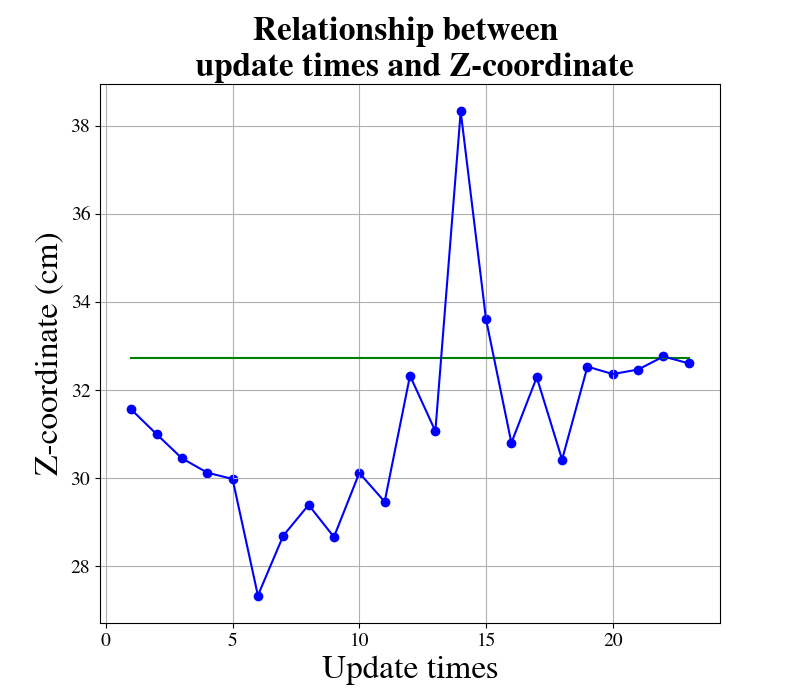 Relationship between
update times and Z-coordinate
Z-coordinate (cm)
38
36
34
32
30
28
0 5 10 15 20
Update times